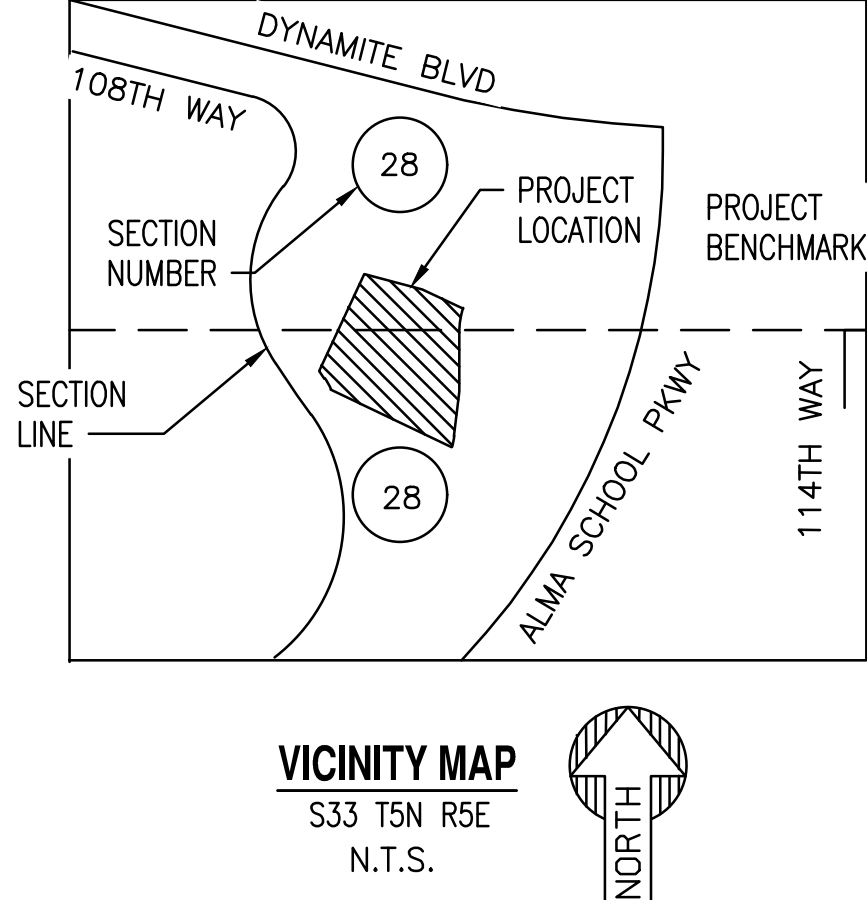 DYNAMITE BLVD
108TH WAY
28
PROJECT
LOCATION
PROJECT
BENCHMARK
SECTION
NUMBER
SECTION
LINE
114TH WAY
ALMA SCHOOL PKWY
28
VICINITY MAP
S33 T5N R5E
N.T.S.
NORTH